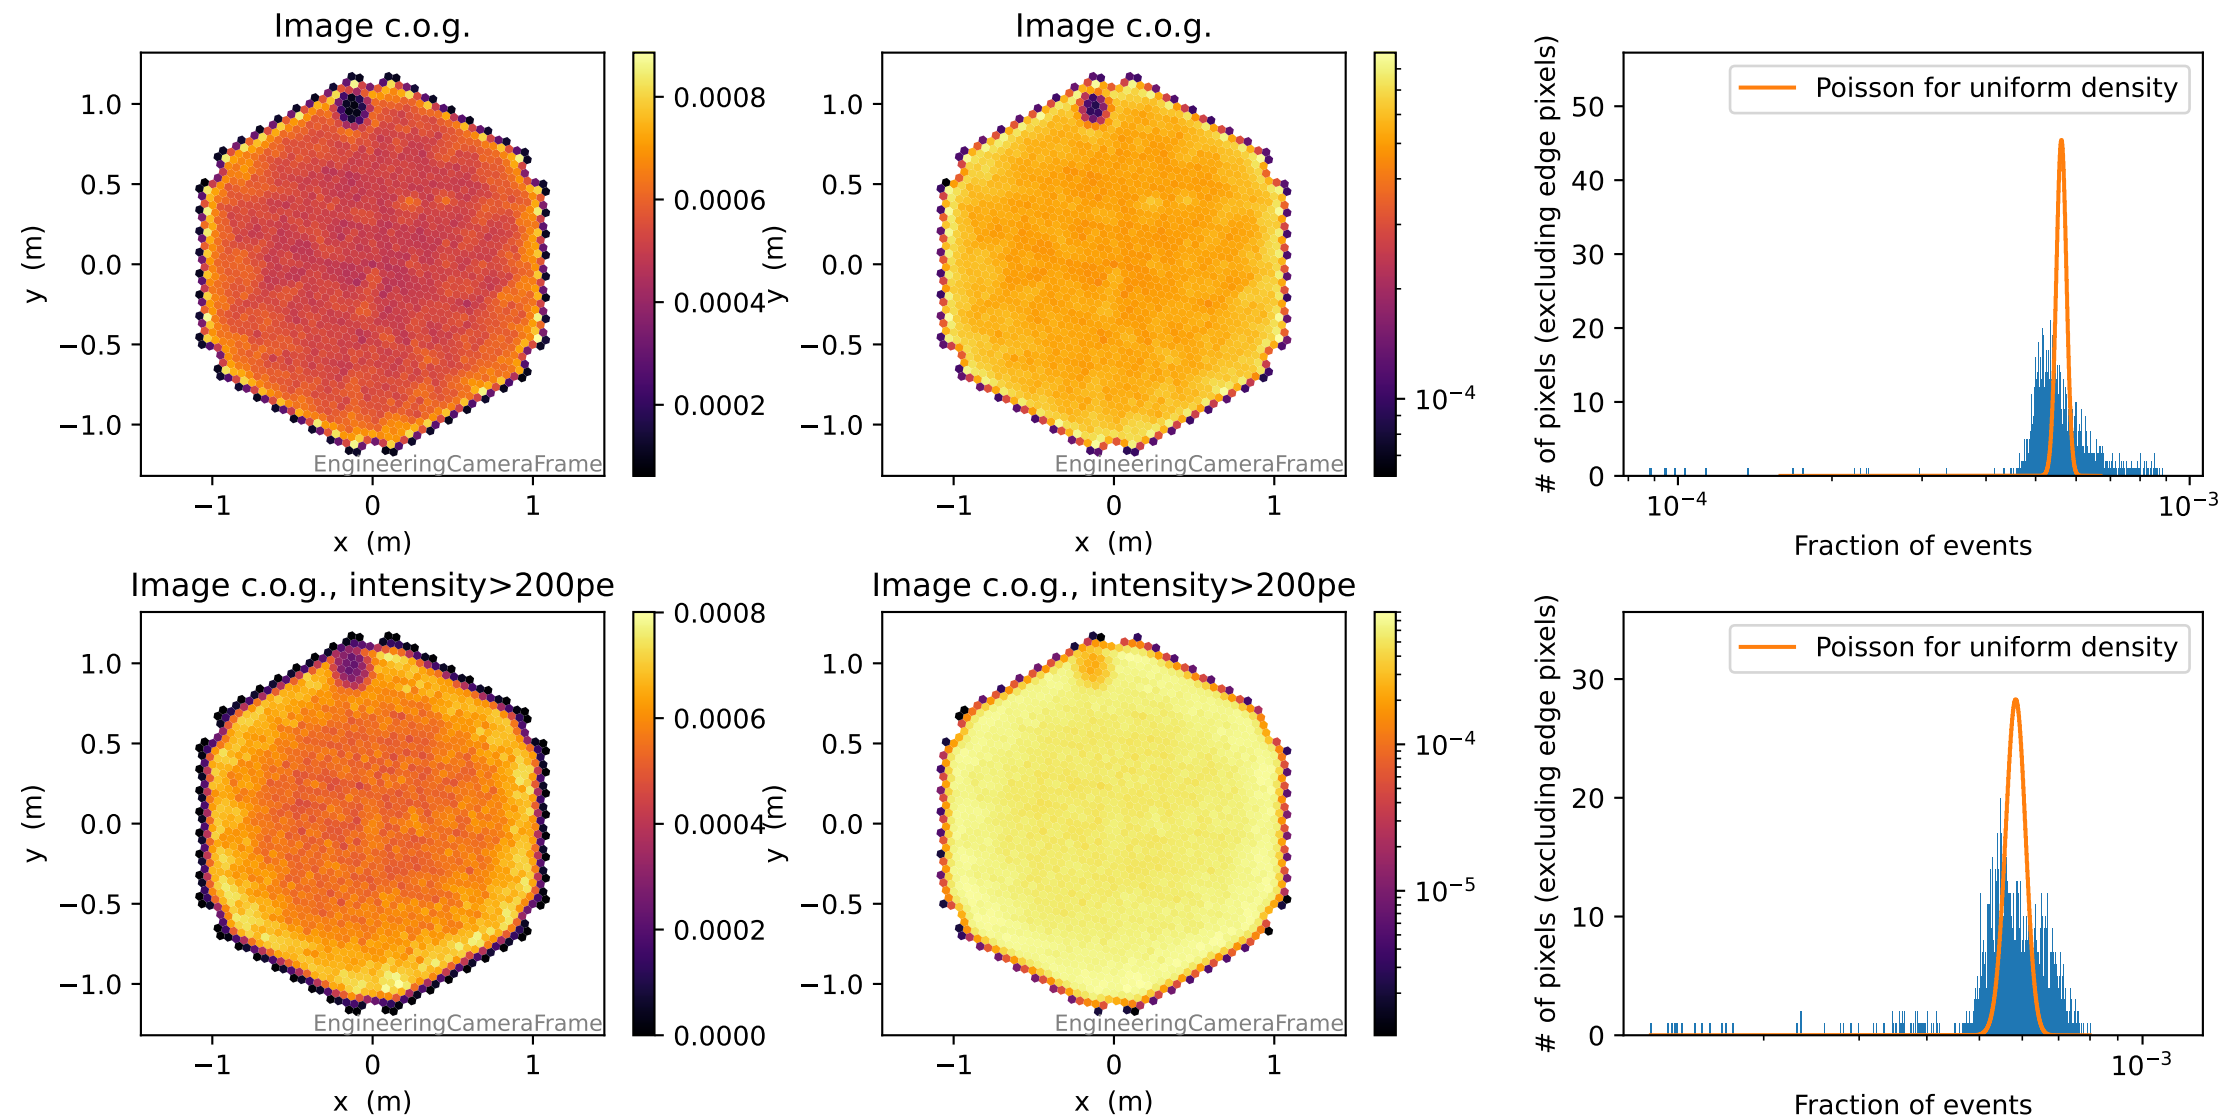 Image c.o.g.
1.0
0.5
0.0
−0.5
−1.0
y (m)
−1
0
1
x (m)
EngineeringCameraFrame
0.0008
0.0006
0.0004
0.0002
Image c.o.g.
1.0
0.5
0.0
−0.5
−1.0
y (m)
−1
0
1
x (m)
EngineeringCameraFrame
10⁻⁴
Poisson for uniform density
# of pixels (excluding edge pixels)
50
40
30
20
10
0
10⁻⁴
10⁻³
Fraction of events
Image c.o.g., intensity>200pe
1.0
0.5
0.0
−0.5
−1.0
y (m)
−1
0
1
x (m)
EngineeringCameraFrame
0.0008
0.0006
0.0004
0.0002
0.0000
Image c.o.g., intensity>200pe
1.0
0.5
0.0
−0.5
−1.0
y (m)
−1
0
1
x (m)
EngineeringCameraFrame
10⁻⁴
10⁻⁵
Poisson for uniform density
# of pixels (excluding edge pixels)
30
20
10
0
10⁻³
Fraction of events